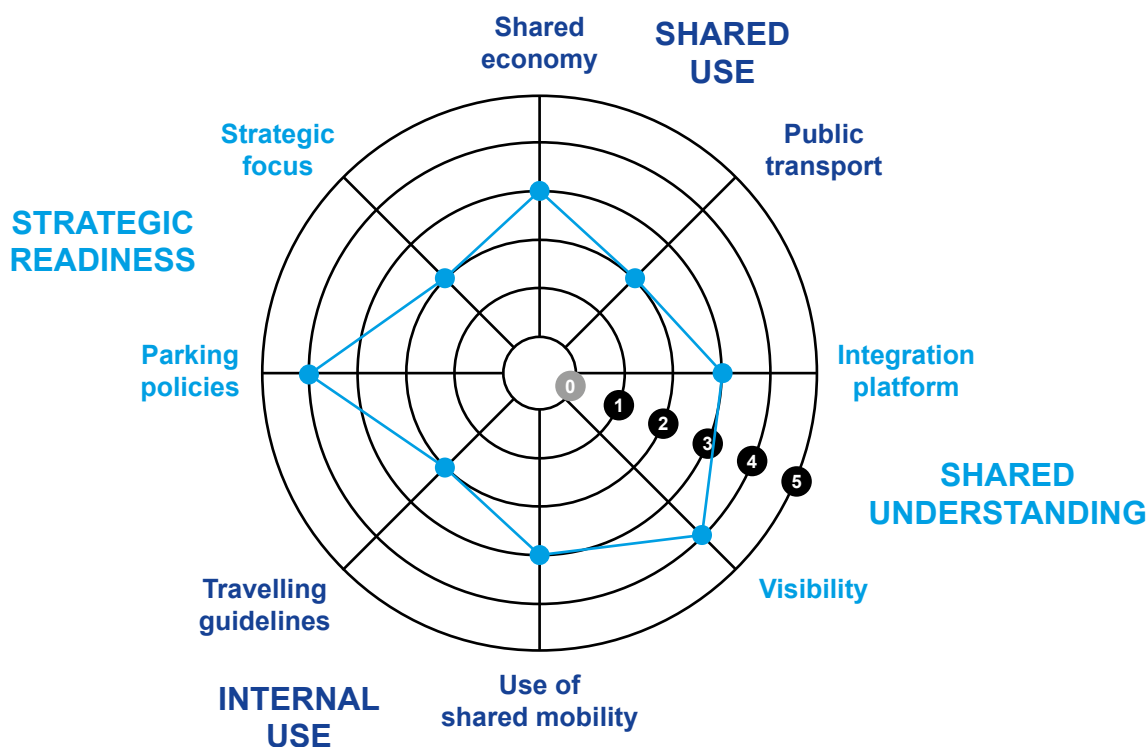 Shared
economy
SHARED
USE
Strategic
focus
Public
transport
STRATEGIC
READINESS
Parking
policies
Integration
platform
0
1
2
3
4
5
SHARED
UNDERSTANDING
Travelling
guidelines
Visibility
Use of
shared mobility
INTERNAL
USE